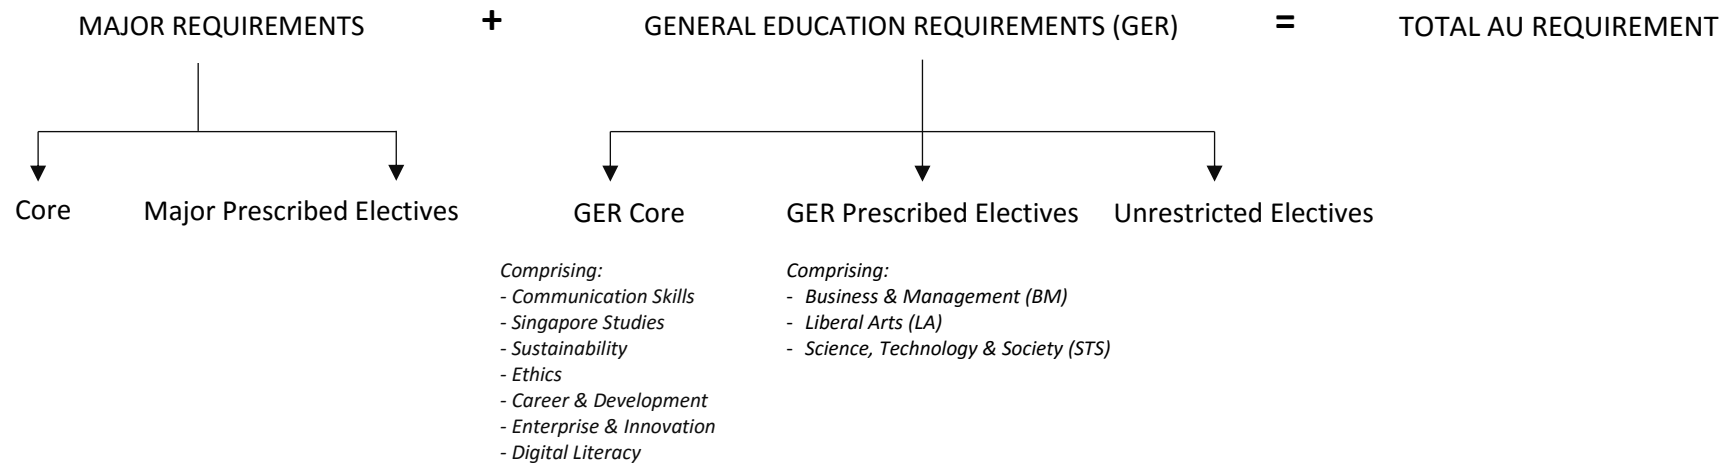 MAJOR REQUIREMENTS + GENERAL EDUCATION REQUIREMENTS (GER) = TOTAL AU REQUIREMENT
Core Major Prescribed Electives GER Core GER Prescribed Electives Unrestricted Electives
Comprising:
- Communication Skills
- Singapore Studies
- Sustainability
- Ethics
- Career & Development
- Enterprise & Innovation
- Digital Literacy
Comprising:
- Business & Management (BM)
- Liberal Arts (LA)
- Science, Technology & Society (STS)